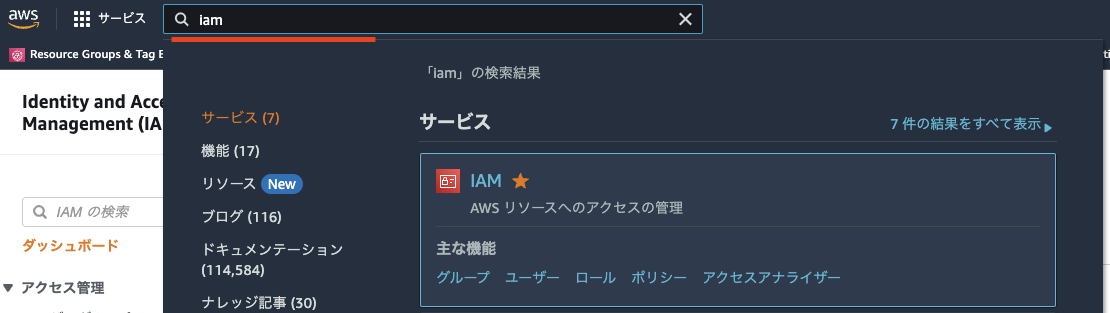 aws
サービス
iam
Resource Groups & Tag E
Identity and Acce
Management (IA
IAM の検索
ダッシュボード
アクセス管理
「iam」の検索結果
サービス (7)
機能 (17)
リソース New
ブログ (116)
ドキュメンテーション
(114,584)
ナレッジ記事 (30)
サービス
7 件の結果をすべて表示
IAM
AWS リソースへのアクセスの管理
主な機能
グループ ユーザー ロール ポリシー アクセスアナライザー